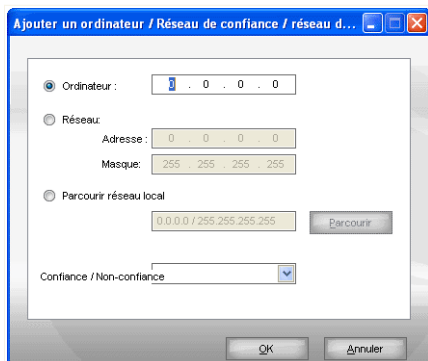 Ajouter un ordinateur / Réseau de confiance / réseau d...
Ordinateur : 0 . 0 . 0 . 0
Réseau:
Adresse : 0 . 0 . 0 . 0
Masque: 255 . 255 . 255 . 255
Parcourir réseau local
0.0.0.0 / 255.255.255.255 Parcourir
Confiance / Non-confiance
OK Annuler